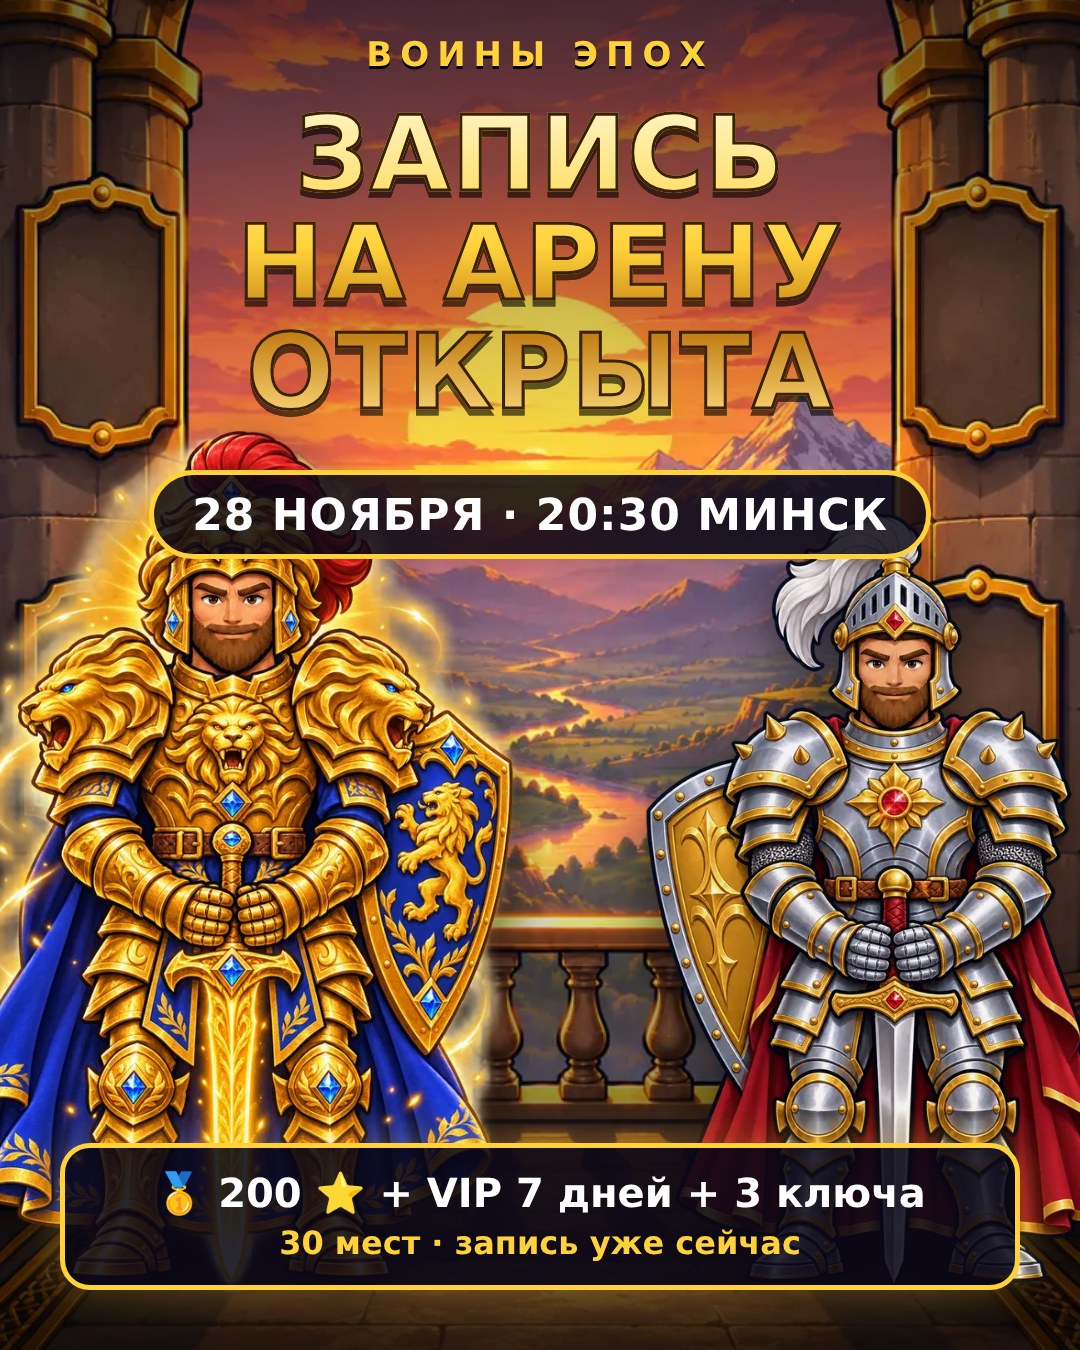 ВОИНЫ ЭПОХ
ЗАПИСЬ
НА АРЕНУ
ОТКРЫТА
28 НОЯБРЯ · 20:30 МИНСК
🏅 200 ⭐ + VIP 7 дней + 3 ключа
30 мест · запись уже сейчас